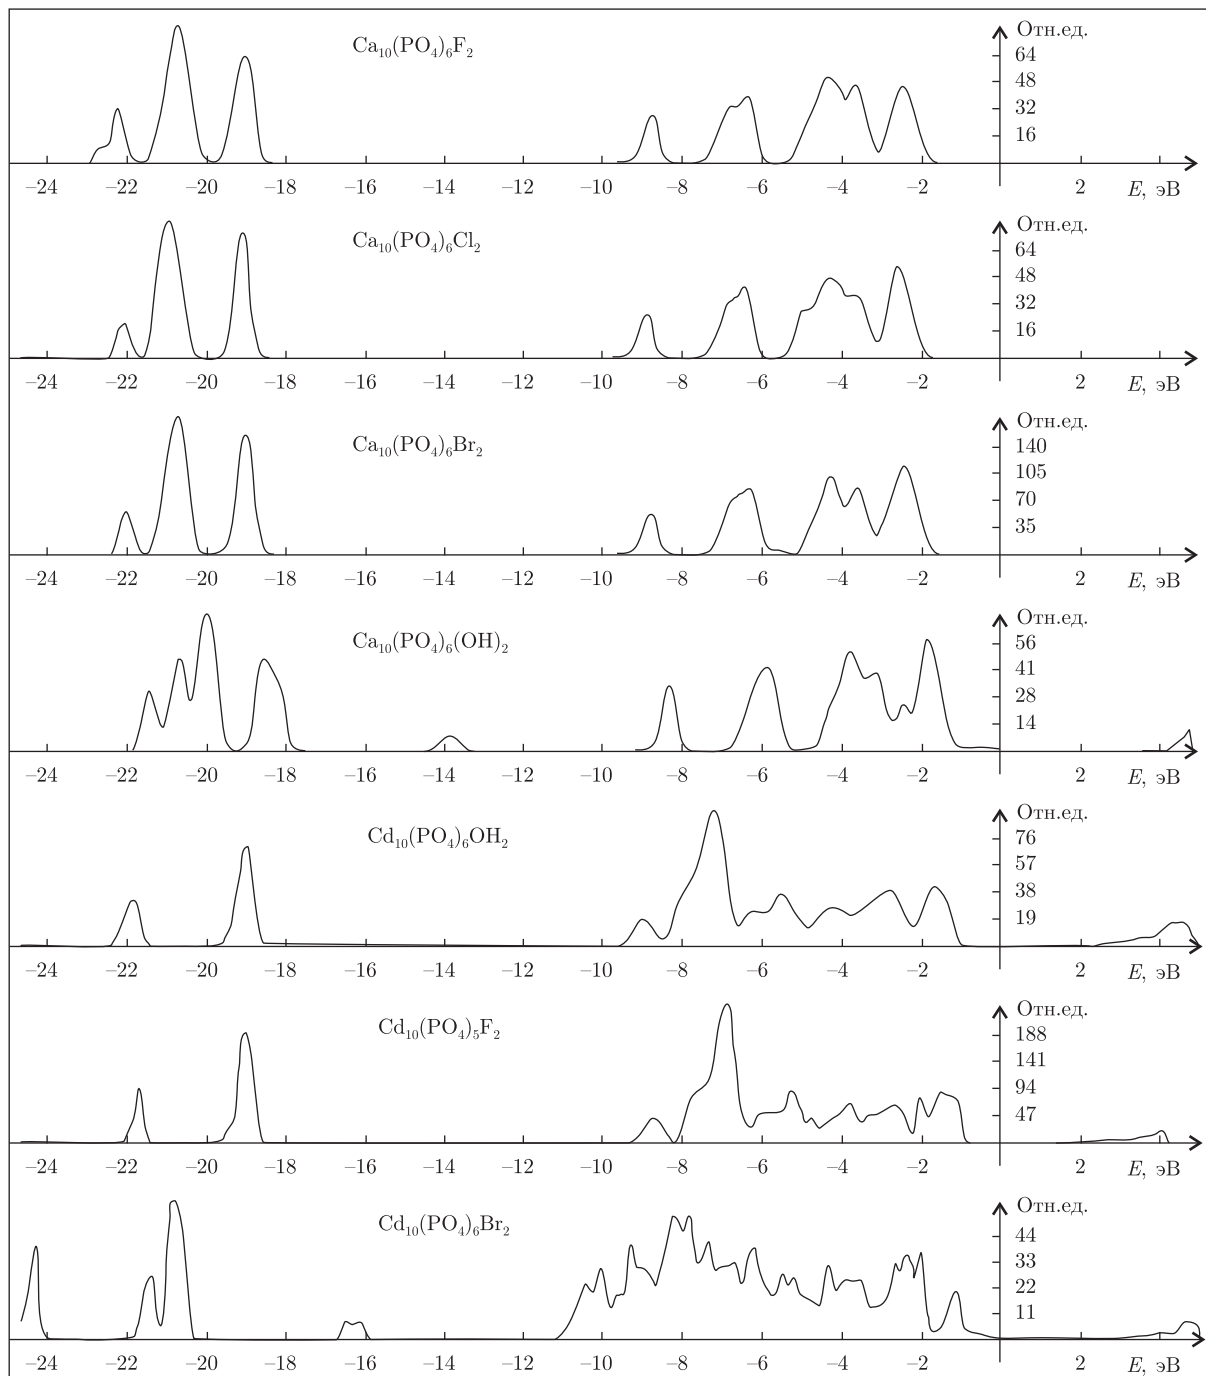 Отн.ед.
Ca₁₀(PO₄)₆F₂
64
48
32
16
–24 –22 –20 –18 –16 –14 –12 –10 –8 –6 –4 –2 2 E, эВ
Отн.ед.
Ca₁₀(PO₄)₆Cl₂
64
48
32
16
–24 –22 –20 –18 –16 –14 –12 –10 –8 –6 –4 –2 2 E, эВ
Отн.ед.
Ca₁₀(PO₄)₆Br₂
140
105
70
35
–24 –22 –20 –18 –16 –14 –12 –10 –8 –6 –4 –2 2 E, эВ
Отн.ед.
Ca₁₀(PO₄)₆(OH)₂
56
41
28
14
–24 –22 –20 –18 –16 –14 –12 –10 –8 –6 –4 –2 2 E, эВ
Отн.ед.
Cd₁₀(PO₄)₆OH₂
76
57
38
19
–24 –22 –20 –18 –16 –14 –12 –10 –8 –6 –4 –2 2 E, эВ
Отн.ед.
Cd₁₀(PO₄)₅F₂
188
141
94
47
–24 –22 –20 –18 –16 –14 –12 –10 –8 –6 –4 –2 2 E, эВ
Отн.ед.
Cd₁₀(PO₄)₆Br₂
44
33
22
11
–24 –22 –20 –18 –16 –14 –12 –10 –8 –6 –4 –2 2 E, эВ